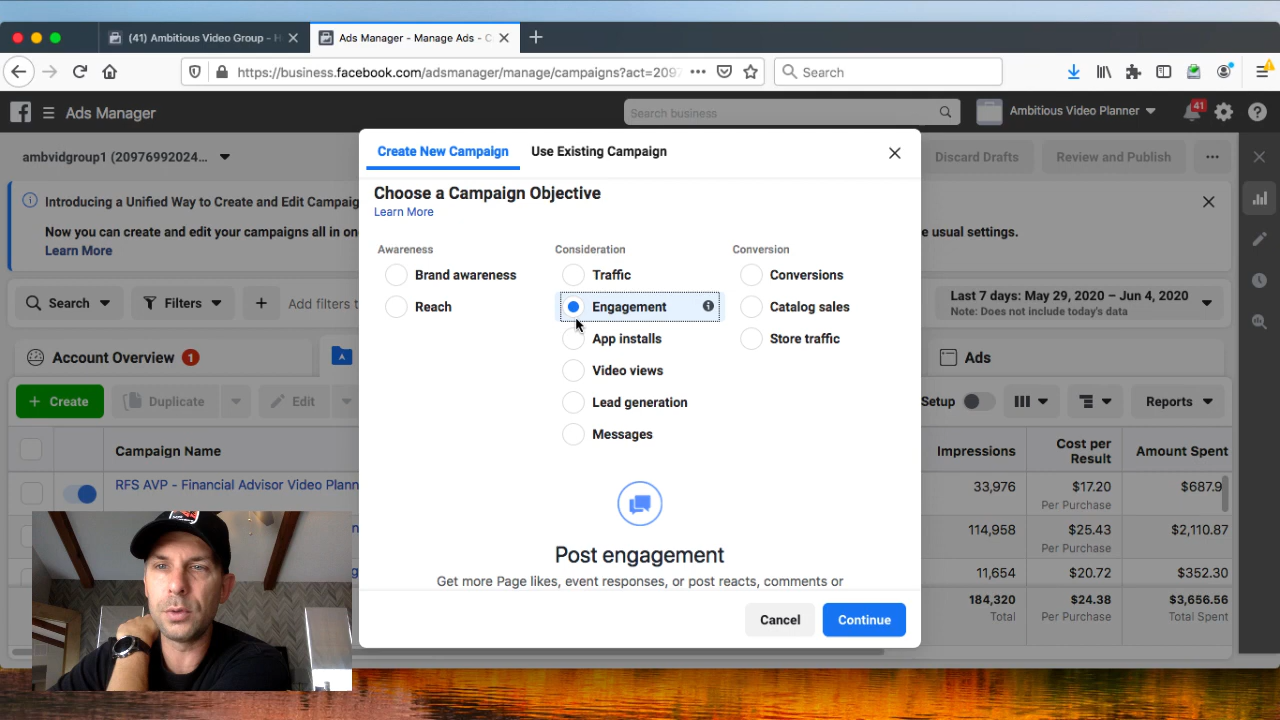 (41) Ambitious Video Group - H
Ads Manager - Manage Ads - C
https://business.facebook.com/adsmanager/manage/campaigns?act=2097
Search
Ads Manager
Search business
Ambitious Video Planner
41
ambvidgroup1 (20976992024...
Discard Drafts
Review and Publish
Introducing a Unified Way to Create and Edit Campaig
Now you can create and edit your campaigns all in on
e usual settings.
Learn More
Search
Filters
Add filters t
Last 7 days: May 29, 2020 – Jun 4, 2020
Note: Does not include today's data
Account Overview 1
Ads
+ Create
Duplicate
Edit
Setup
Reports
Campaign Name
Impressions
Cost per
Result
Amount Spent
RFS AVP - Financial Advisor Video Plann
33,976
$17.20
Per Purchase
$687.9
114,958
$25.43
Per Purchase
$2,110.87
11,654
$20.72
$352.30
184,320
Total
$24.38
Per Purchase
$3,656.56
Total Spent
Create New Campaign
Use Existing Campaign
Choose a Campaign Objective
Learn More
Awareness
Brand awareness
Reach
Consideration
Traffic
Engagement
App installs
Video views
Lead generation
Messages
Conversion
Conversions
Catalog sales
Store traffic
Post engagement
Get more Page likes, event responses, or post reacts, comments or
Cancel
Continue